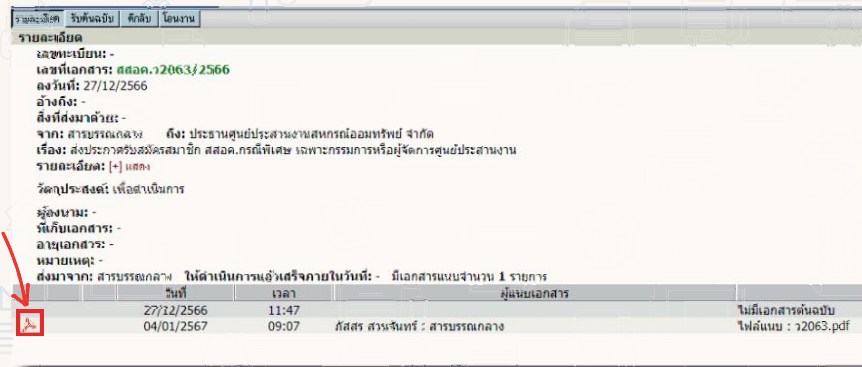 รายละเอียด รับต้นฉบับ ตีกลับ โอนงาน
รายละเอียด
เลขทะเบียน: -
เลขที่เอกสาร: สสอค.ว2063/2566
ลงวันที่: 27/12/2566
อ้างถึง: -
สิ่งที่ส่งมาด้วย: -
จาก: สารบรรณกลาง ถึง: ประธานศูนย์ประสานงานสหกรณ์ออมทรัพย์ จำกัด
เรื่อง: ส่งประกาศรับสมัครสมาชิก สสอค.กรณีพิเศษ เฉพาะกรรมการหรือผู้จัดการศูนย์ประสานงาน
รายละเอียด: [+] แสดง
วัตถุประสงค์: เพื่อดำเนินการ
ผู้ลงนาม: -
ที่เก็บเอกสาร: -
อายุเอกสาร: -
หมายเหตุ: -
ส่งมาจาก: สารบรรณกลาง ให้ดำเนินการแล้วเสร็จภายในวันที่: - มีเอกสารแนบจำนวน 1 รายการ
วันที่ เวลา ผู้แนบเอกสาร
27/12/2566 11:47 ไม่มีเอกสารต้นฉบับ
04/01/2567 09:07 ภัสสร สวนจันทร์ : สารบรรณกลาง ไฟล์แนบ : ว2063.pdf